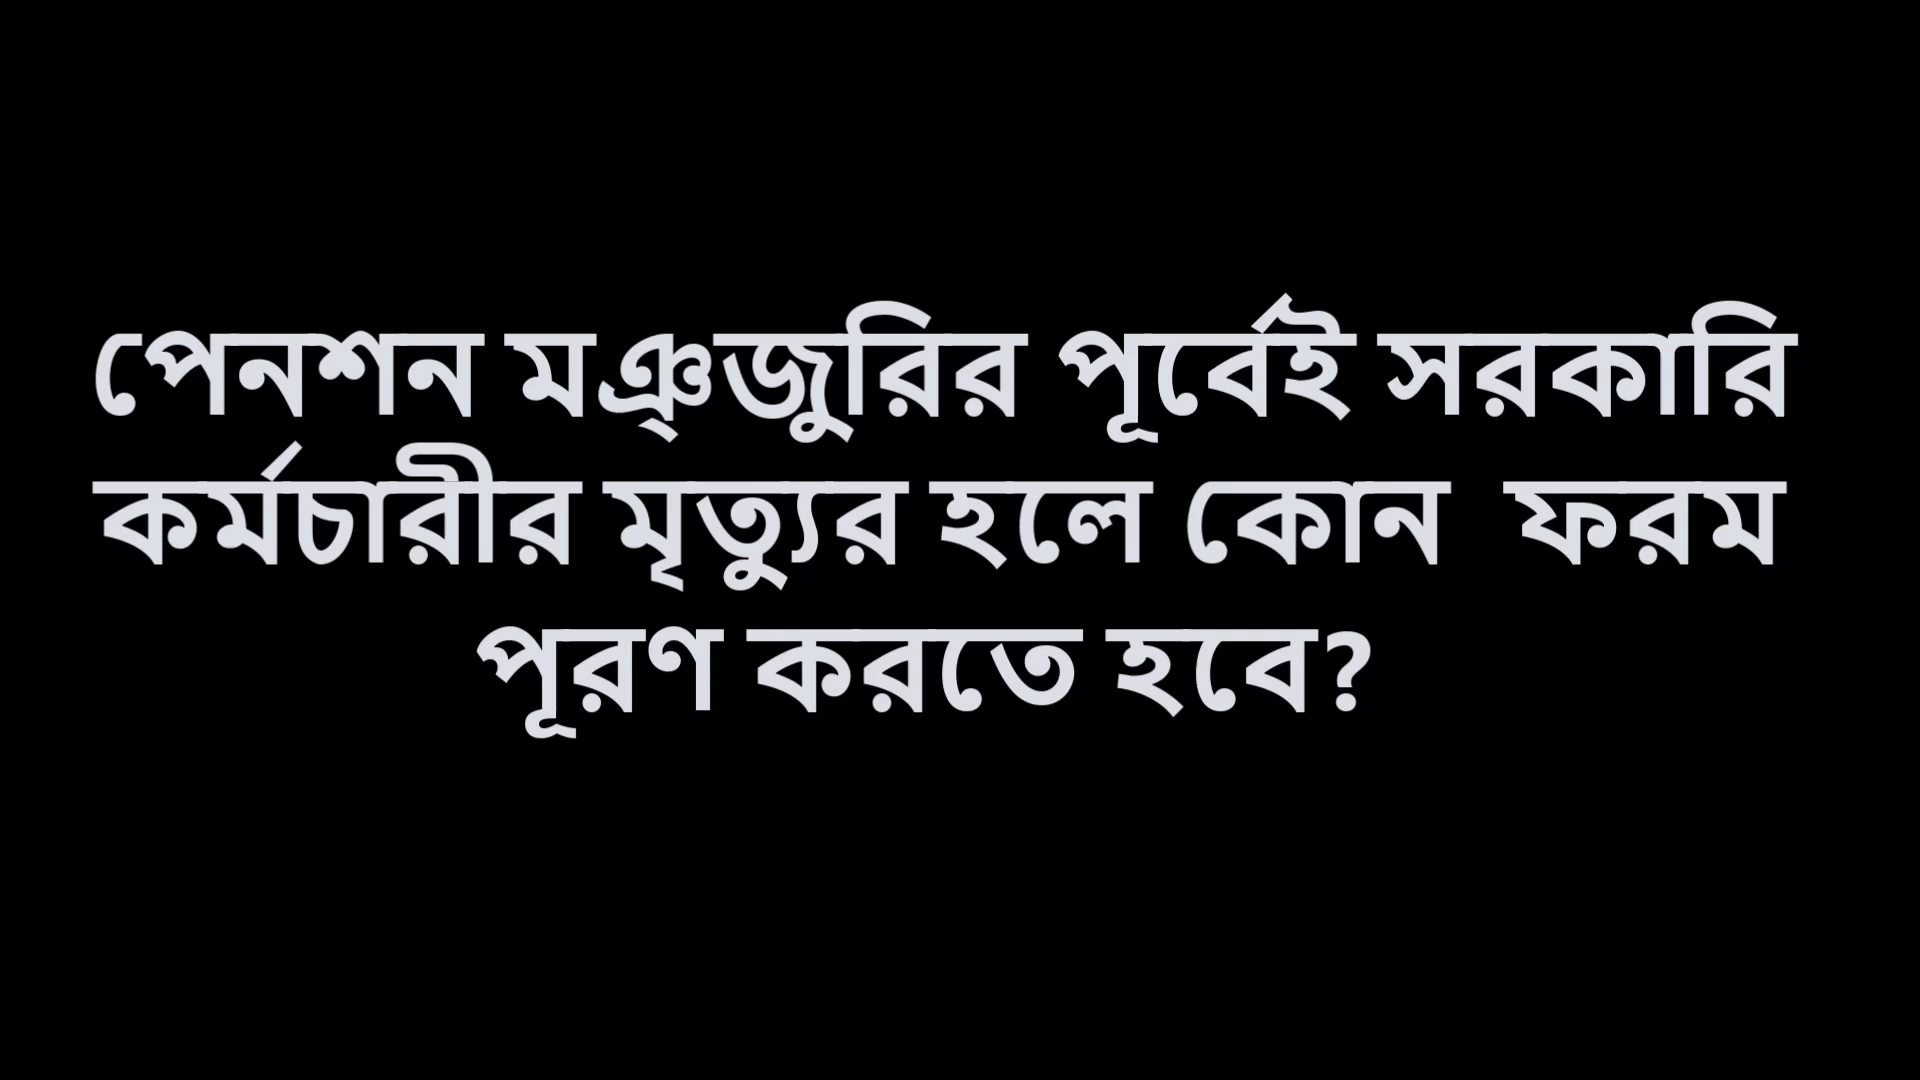 পেনশন মঞ্জুরির পূর্বেই সরকারি
কর্মচারীর মৃত্যুর হলে কোন  ফরম
পূরণ করতে হবে?